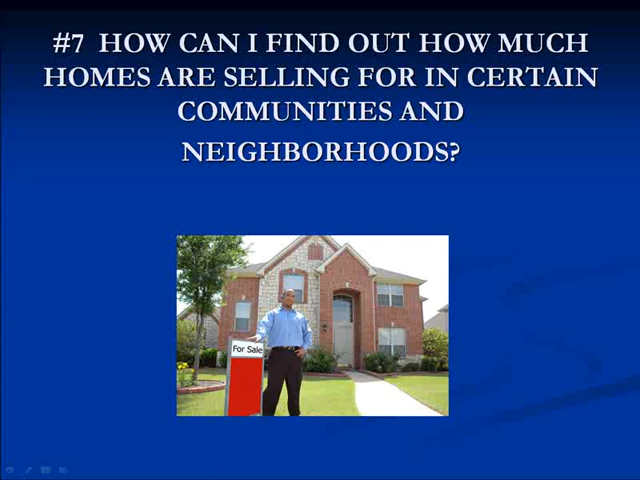 #7 HOW CAN I FIND OUT HOW MUCH
HOMES ARE SELLING FOR IN CERTAIN
COMMUNITIES AND
NEIGHBORHOODS?
For Sale